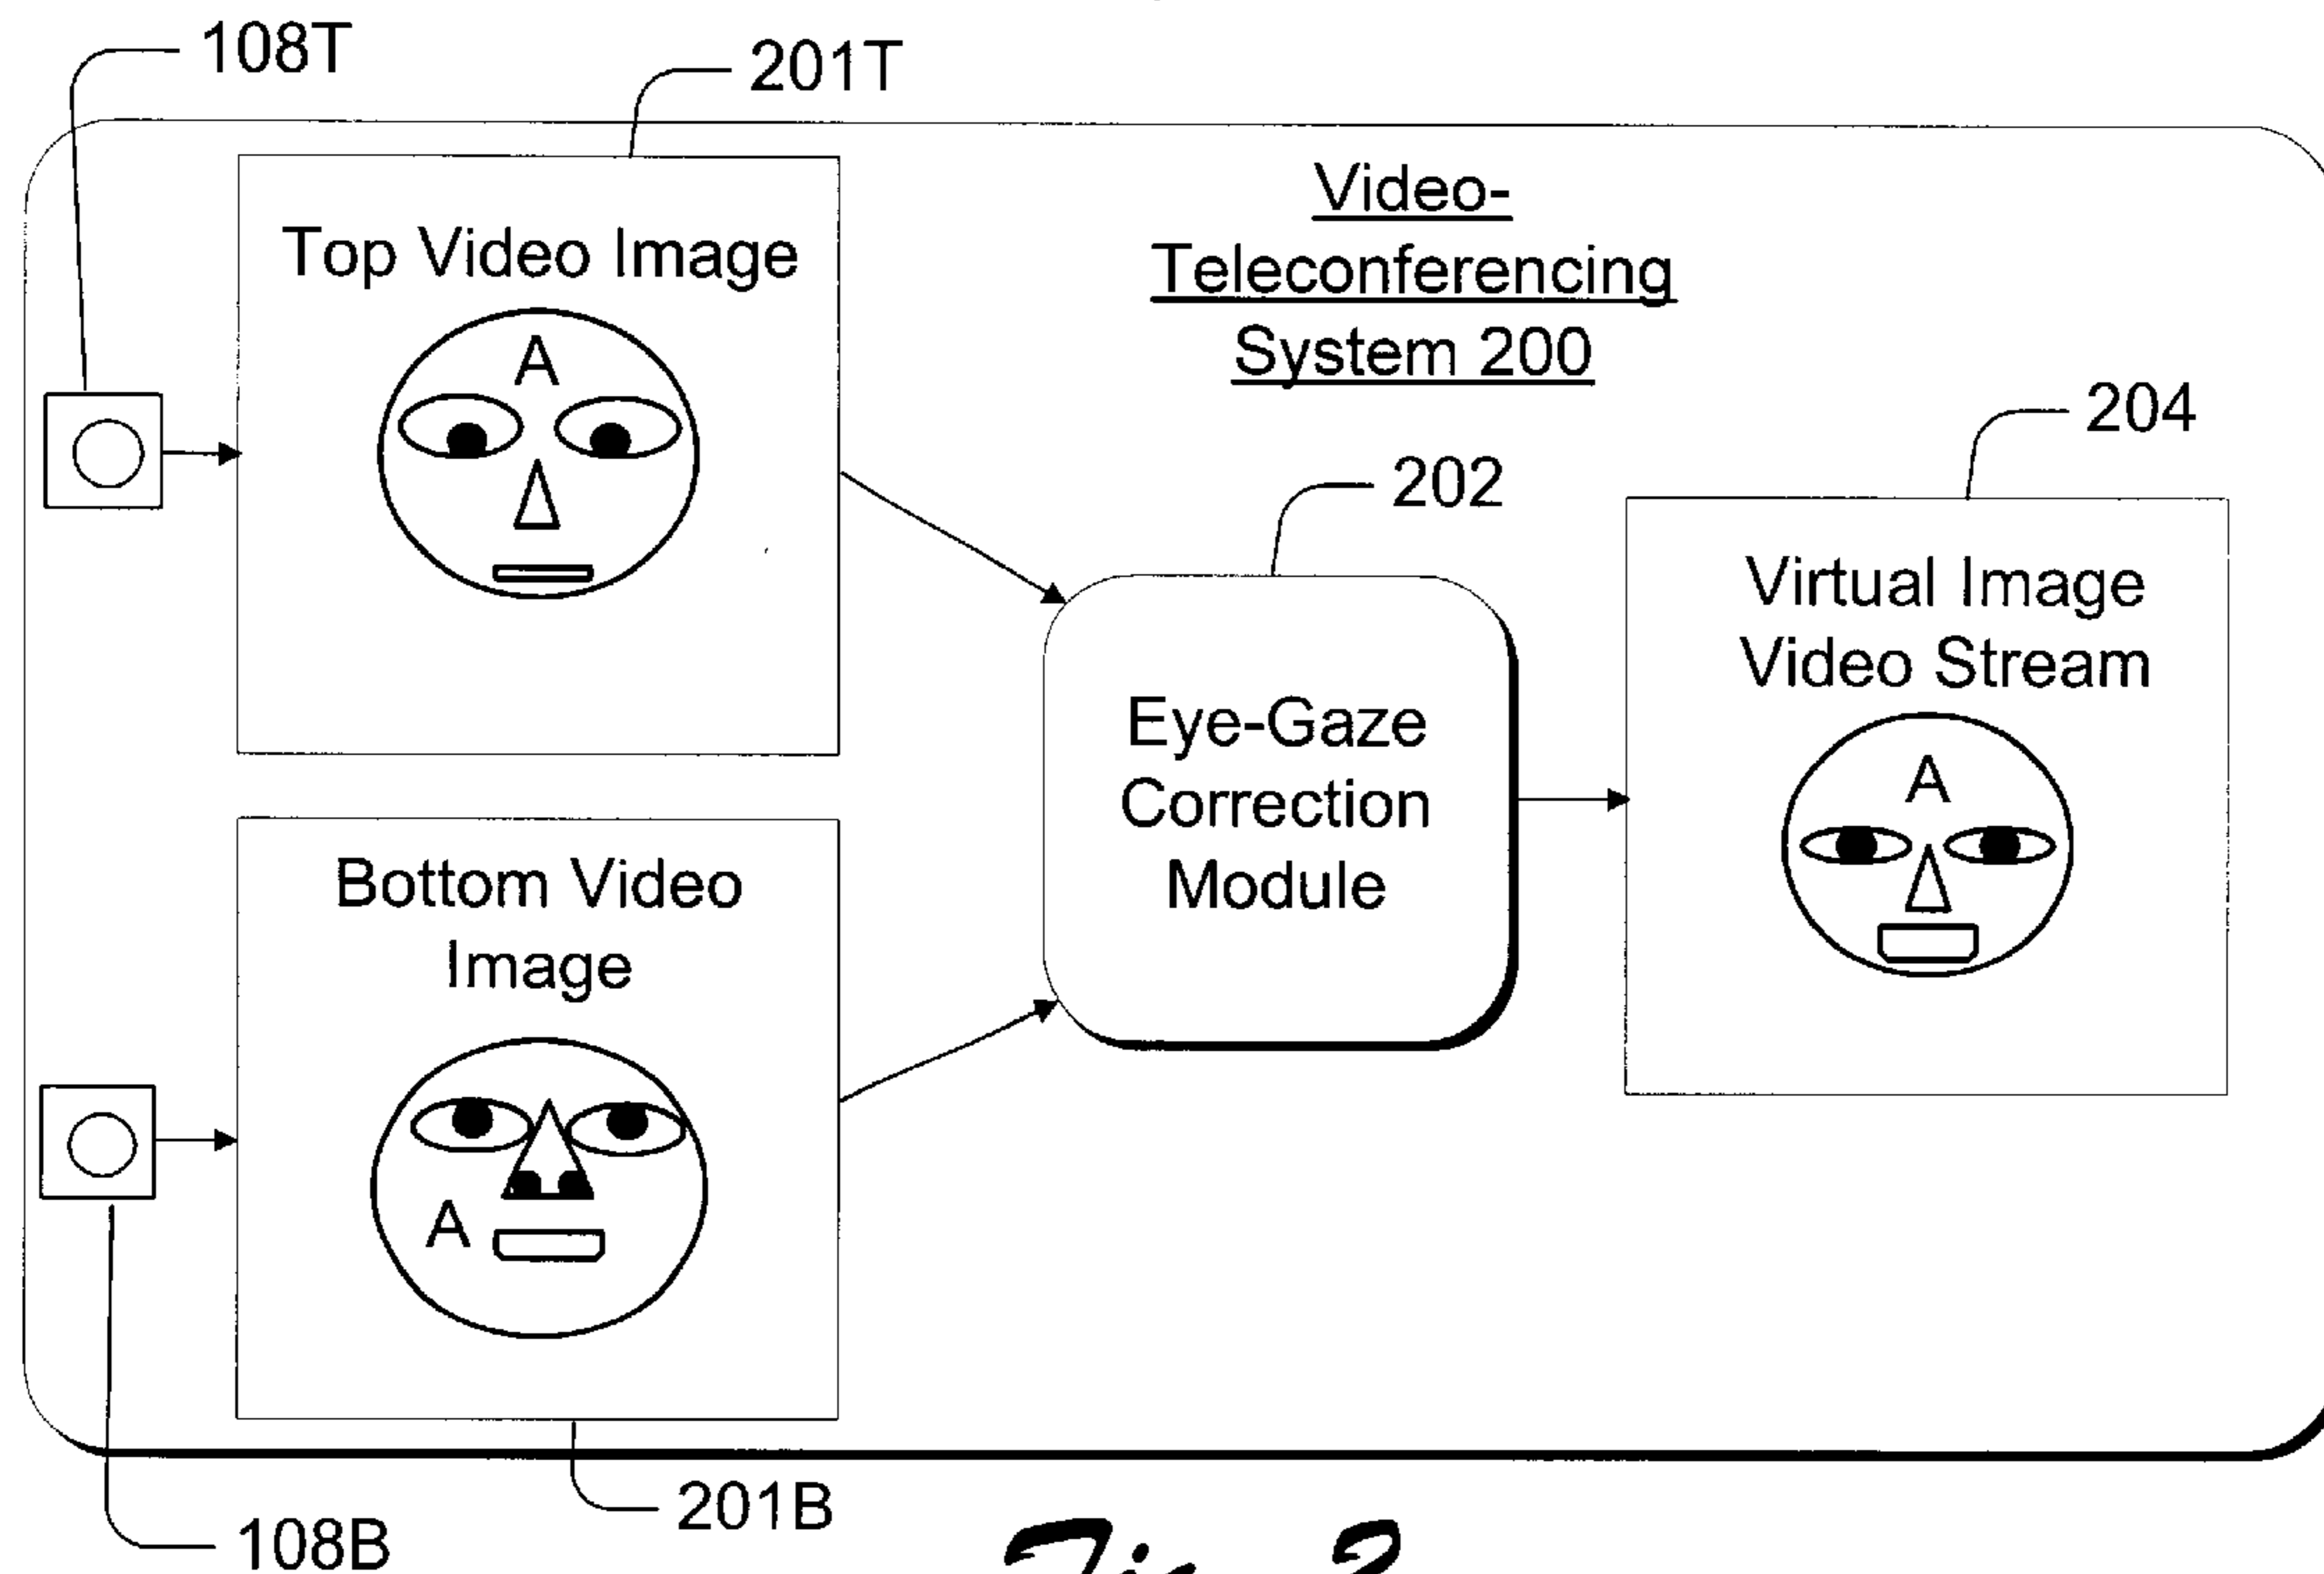 108T
201T
Video-
Teleconferencing
System 200
Top Video Image
A
204
202
Virtual Image
Video Stream
A
Eye-Gaze
Correction
Module
Bottom Video
Image
A
201B
108B